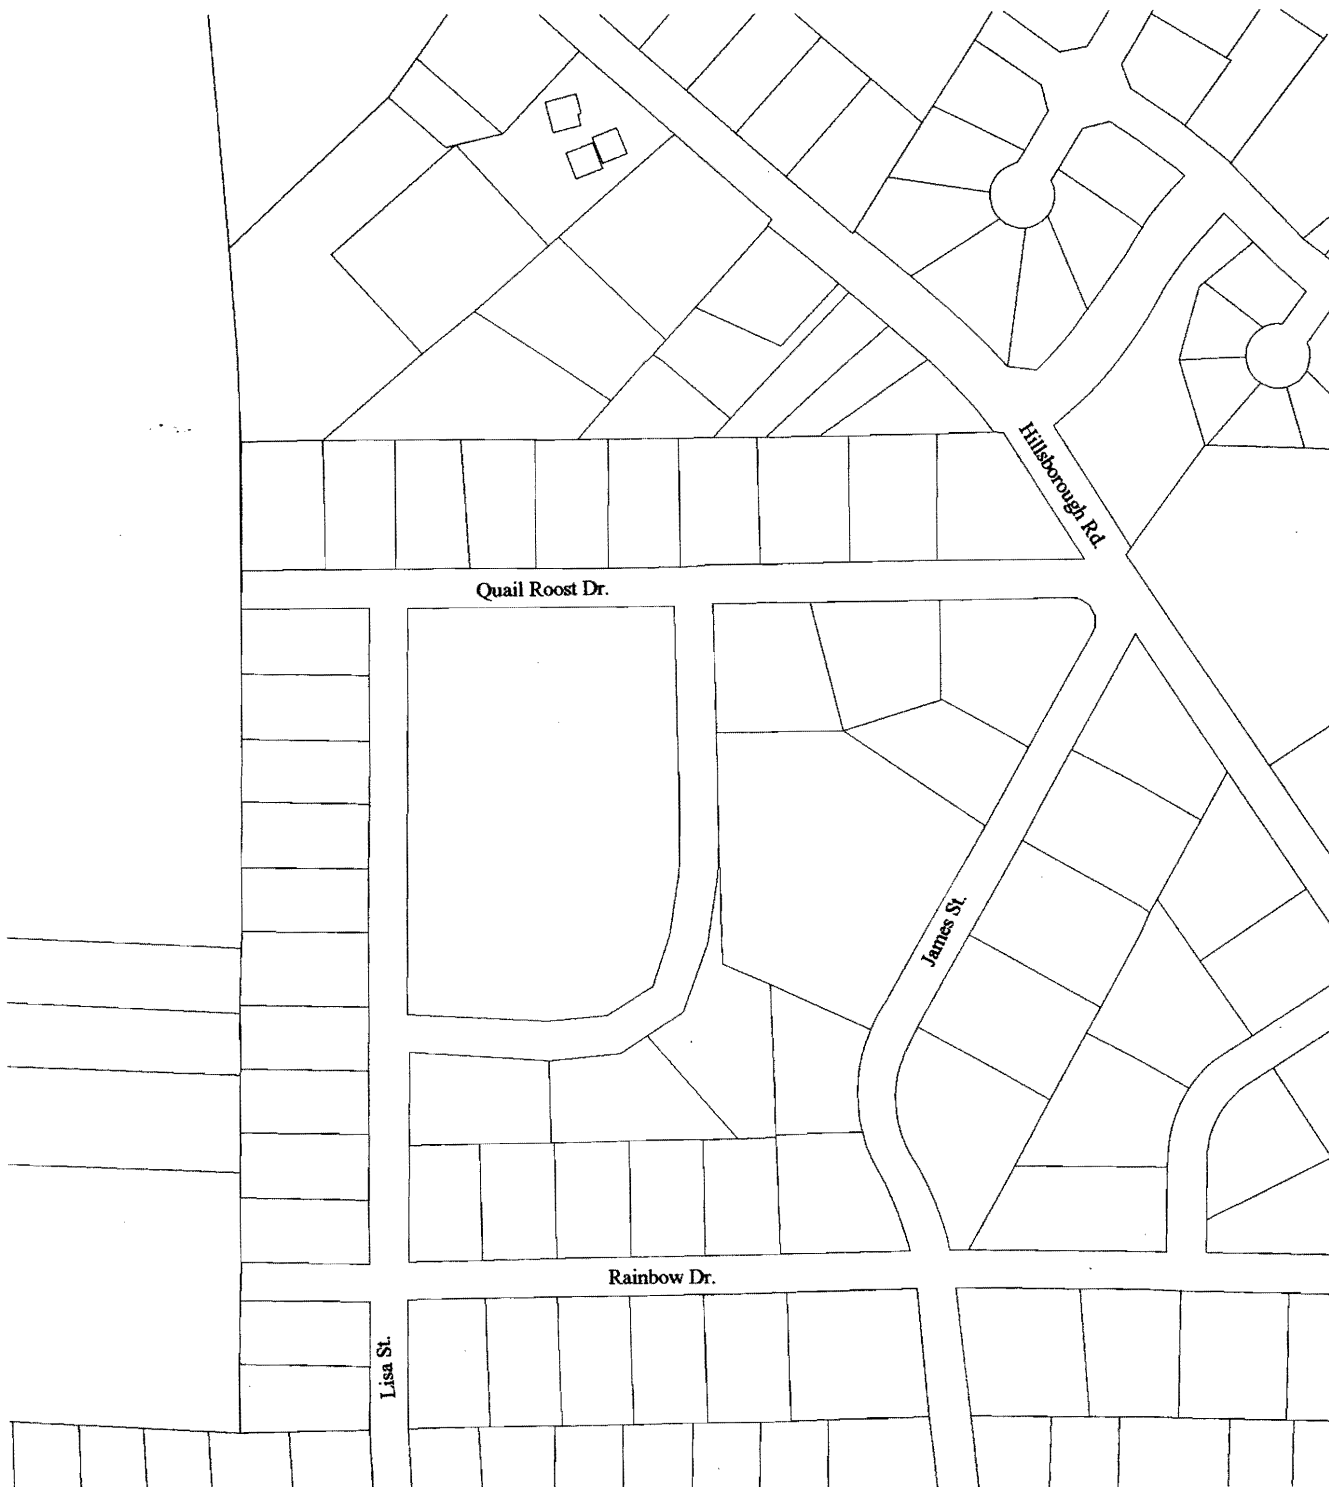 Hillsborough Rd.
Quail Roost Dr.
James St.
Rainbow Dr.
Lisa St.